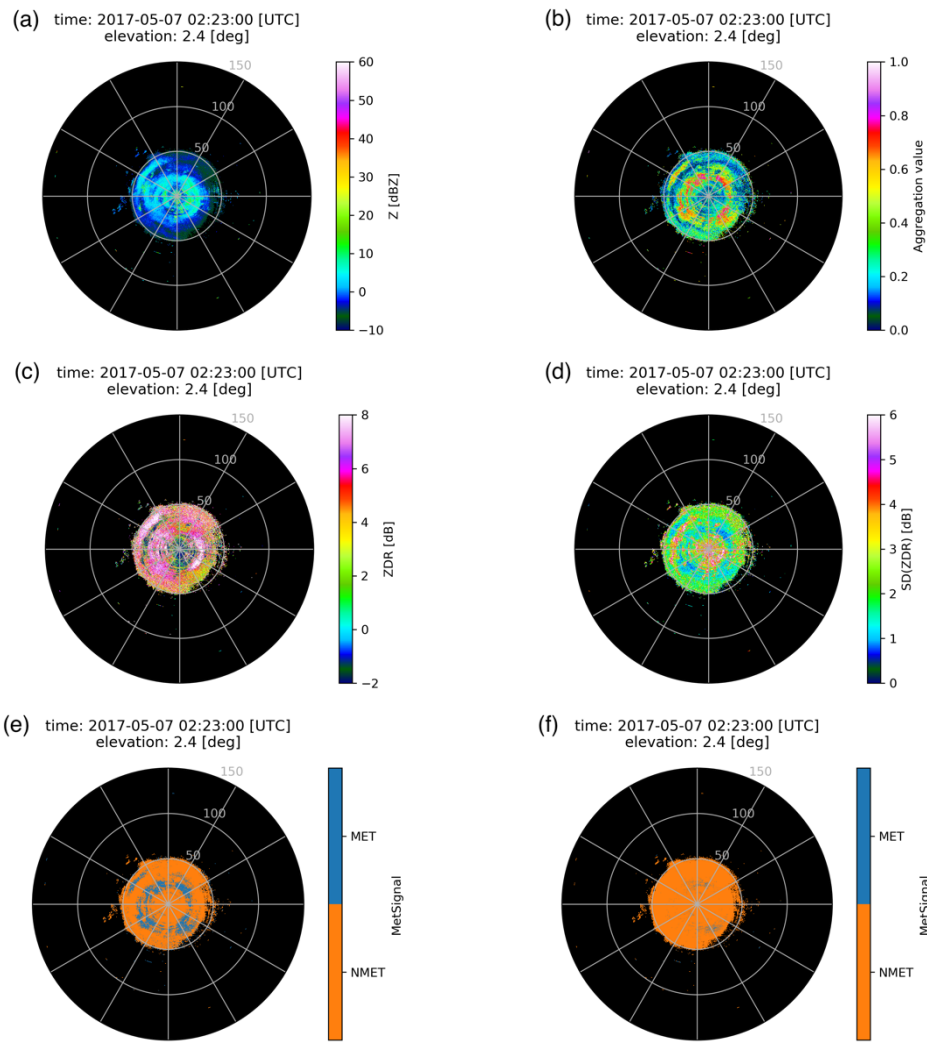 (a) time: 2017-05-07 02:23:00 [UTC]
elevation: 2.4 [deg]
150
100
50
60
50
40
30
20
10
0
−10
Z [dBZ]
(b) time: 2017-05-07 02:23:00 [UTC]
elevation: 2.4 [deg]
150
100
50
1.0
0.8
0.6
0.4
0.2
0.0
Aggregation value
(c) time: 2017-05-07 02:23:00 [UTC]
elevation: 2.4 [deg]
150
100
50
8
6
4
2
0
−2
ZDR [dB]
(d) time: 2017-05-07 02:23:00 [UTC]
elevation: 2.4 [deg]
150
100
50
6
5
4
3
2
1
0
SD(ZDR) [dB]
(e) time: 2017-05-07 02:23:00 [UTC]
elevation: 2.4 [deg]
150
100
50
MET
NMET
MetSignal
(f) time: 2017-05-07 02:23:00 [UTC]
elevation: 2.4 [deg]
150
100
50
MET
NMET
MetSignal